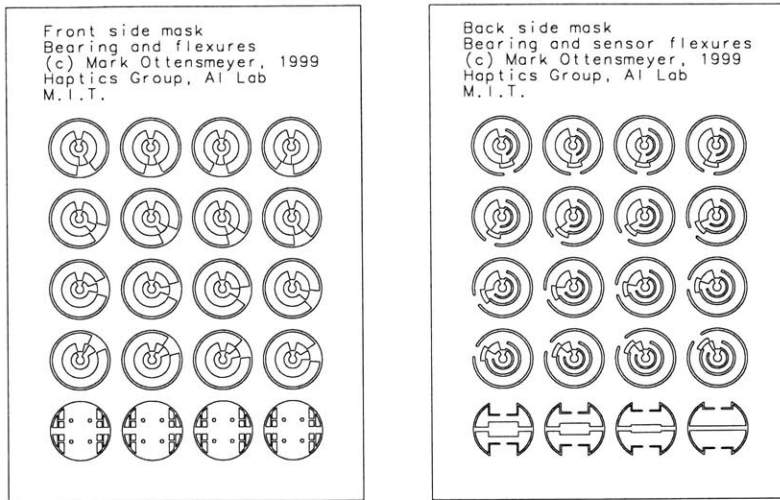 Front side mask
Bearing and flexures
(c) Mark Ottensmeyer, 1999
Haptics Group, AI Lab
M.I.T.
Back side mask
Bearing and sensor flexures
(c) Mark Ottensmeyer, 1999
Haptics Group, AI Lab
M.I.T.